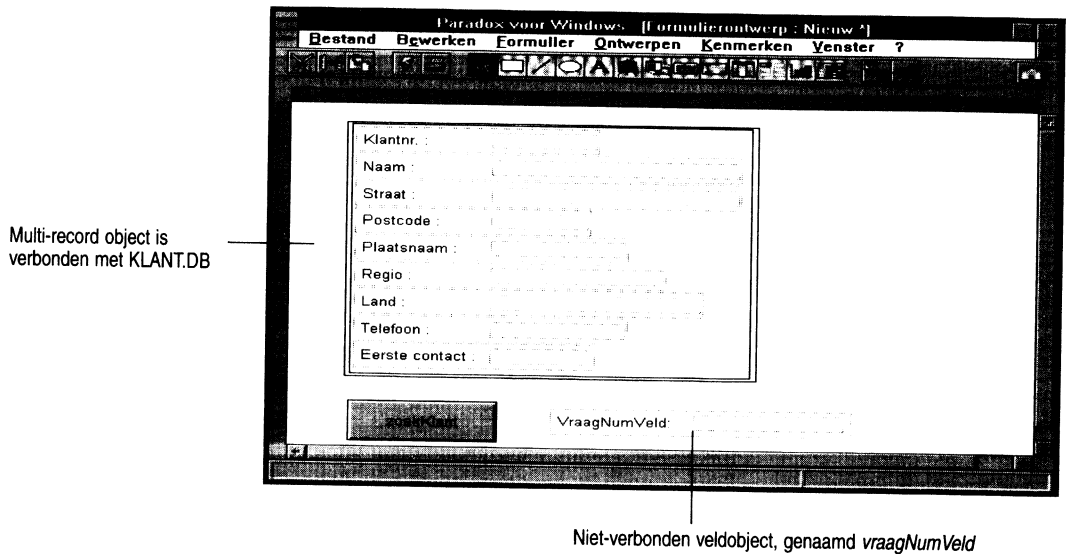 Paradox voor Windows - [Formulierontwerp : Nieuw *]
Bestand Bewerken Formulier Ontwerpen Kenmerken Venster ?
Klantnr. :
Naam :
Straat :
Postcode :
Plaatsnaam :
Regio :
Land :
Telefoon :
Eerste contact :
Multi-record object is
verbonden met KLANT.DB
zoekKlant
VraagNumVeld:
Niet-verbonden veldobject, genaamd vraagNumVeld